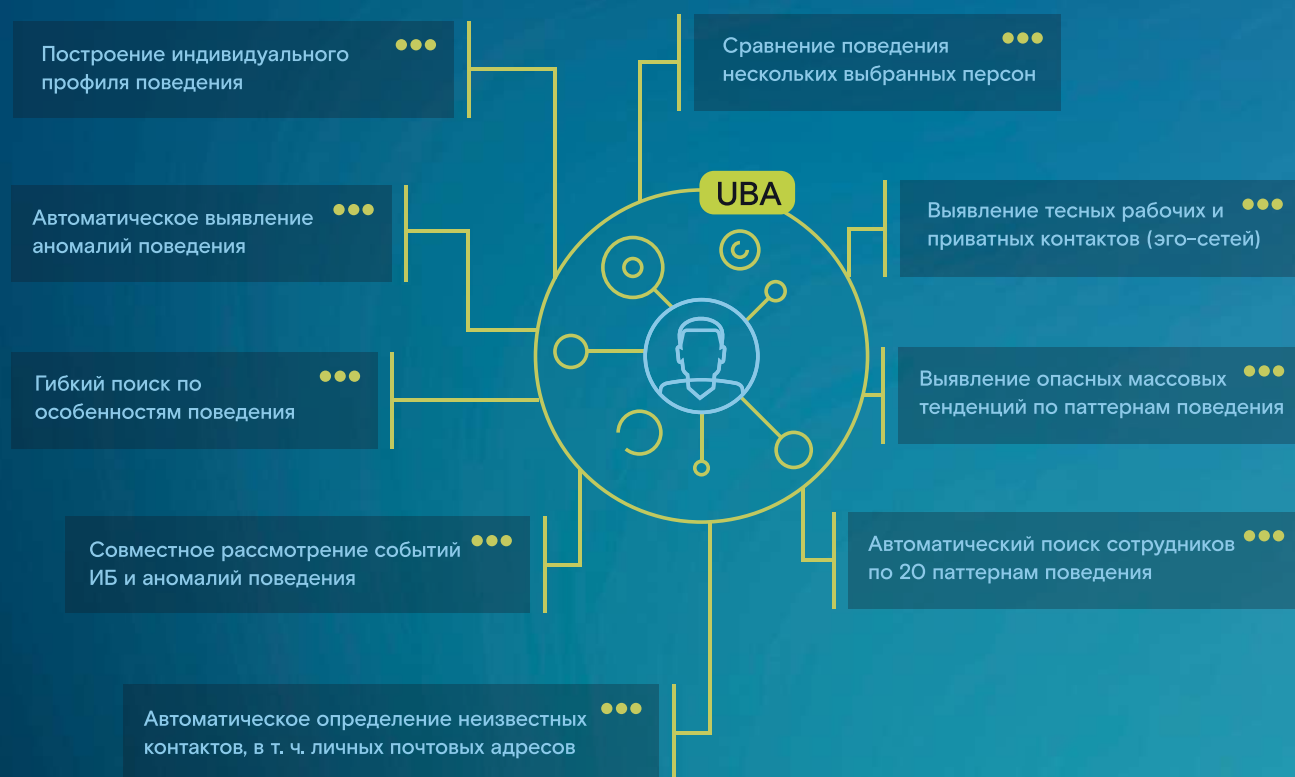 Построение индивидуального
профиля поведения
Сравнение поведения
нескольких выбранных персон
UBA
Автоматическое выявление
аномалий поведения
Выявление тесных рабочих и
приватных контактов (эго-сетей)
Гибкий поиск по
особенностям поведения
Выявление опасных массовых
тенденций по паттернам поведения
Совместное рассмотрение событий
ИБ и аномалий поведения
Автоматический поиск сотрудников
по 20 паттернам поведения
Автоматическое определение неизвестных
контактов, в т. ч. личных почтовых адресов